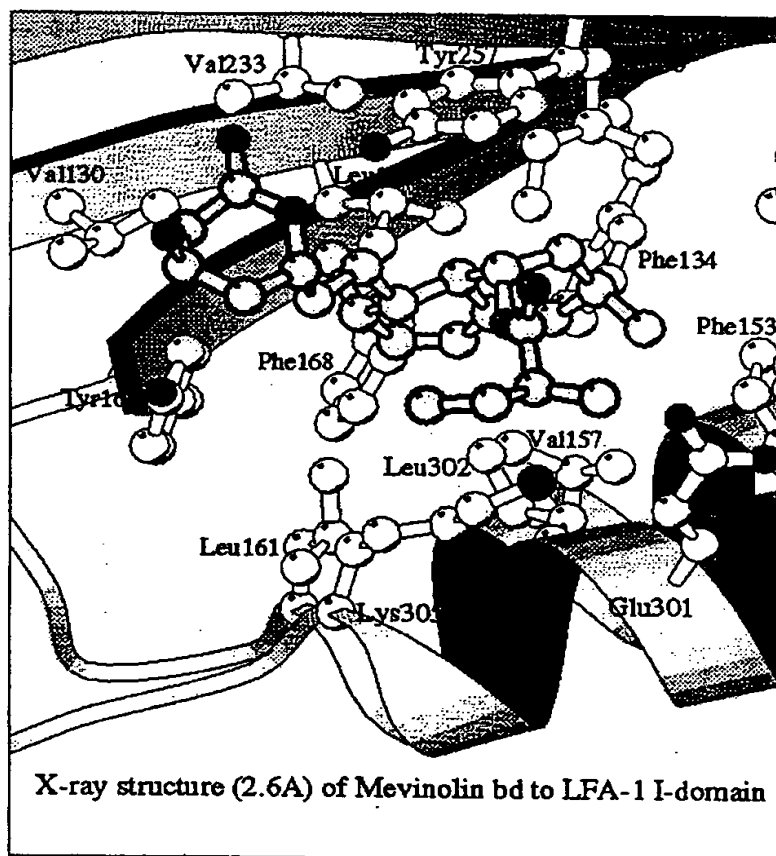 Val233
Val130
Phe134
Phe153
Phe168
Val157
Leu302
Leu161
Glu301
X-ray structure (2.6A) of Mevinolin bd to LFA-1 I-domain